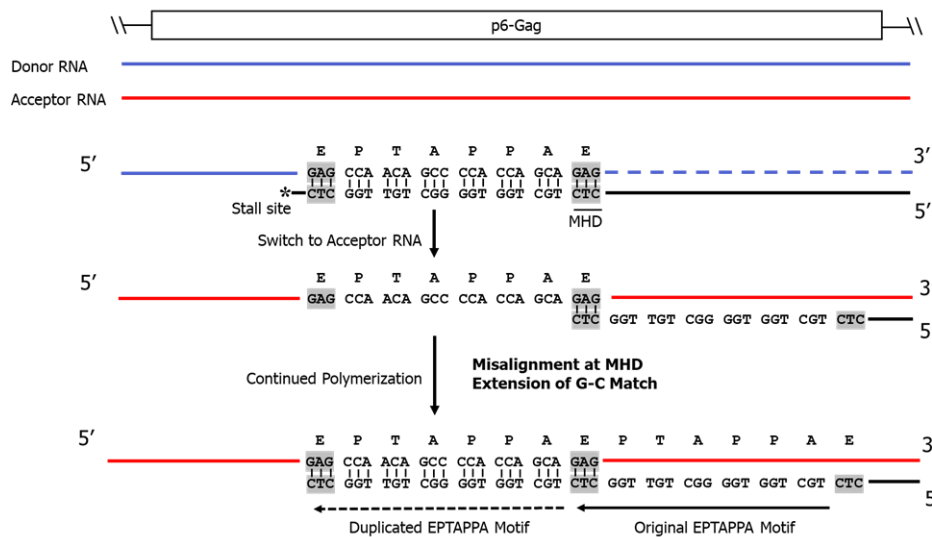 p6-Gag
Donor RNA
Acceptor RNA
E P T A P P A E
5’ 3’
GAG CCA ACA GCC CCA CCA GCA GAG
* CTC GGT TGT CGG GGT GGT CGT CTC
Stall site MHD 5’
Switch to Acceptor RNA
E P T A P P A E
5’ 3
GAG CCA ACA GCC CCA CCA GCA GAG
CTC GGT TGT CGG GGT GGT CGT CTC 5
Continued Polymerization
Misalignment at MHD
Extension of G-C Match
E P T A P P A E P T A P P A E
5’ 3
GAG CCA ACA GCC CCA CCA GCA GAG
CTC GGT TGT CGG GGT GGT CGT CTC GGT TGT CGG GGT GGT CGT CTC 5
Duplicated EPTAPPA Motif Original EPTAPPA Motif